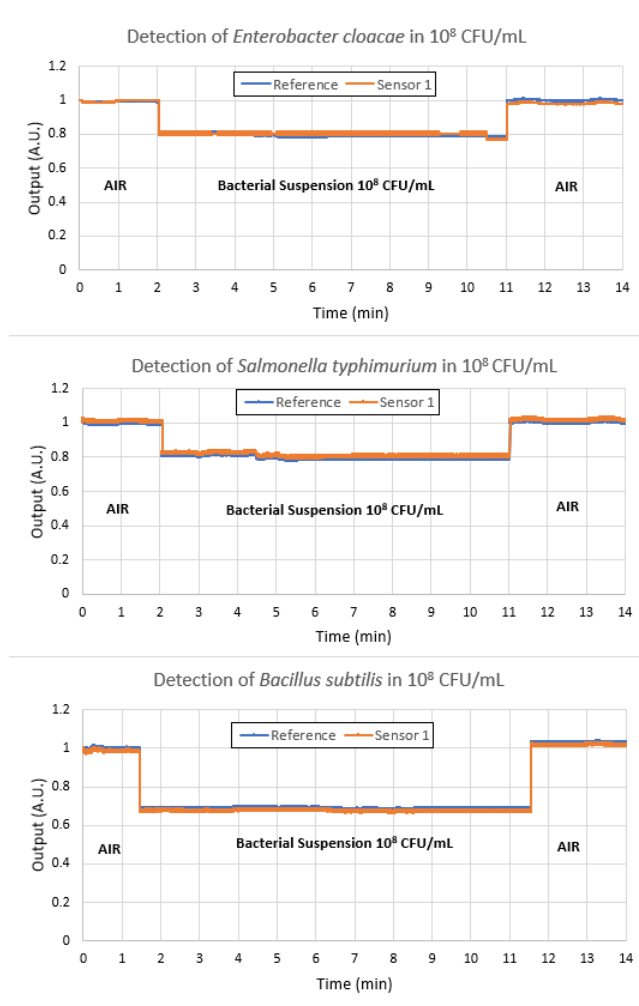 Detection of Enterobacter cloacae in 10⁸ CFU/mL
Reference Sensor 1
1.2
1
0.8
0.6
0.4
0.2
0
Output (A.U.)
AIR Bacterial Suspension 10⁸ CFU/mL AIR
0 1 2 3 4 5 6 7 8 9 10 11 12 13 14
Time (min)
Detection of Salmonella typhimurium in 10⁸ CFU/mL
Reference Sensor 1
1.2
1
0.8
0.6
0.4
0.2
0
Output (A.U.)
AIR Bacterial Suspension 10⁸ CFU/mL AIR
0 1 2 3 4 5 6 7 8 9 10 11 12 13 14
Time (min)
Detection of Bacillus subtilis in 10⁸ CFU/mL
Reference Sensor 1
1.2
1
0.8
0.6
0.4
0.2
0
Output (A.U.)
AIR Bacterial Suspension 10⁸ CFU/mL AIR
0 1 2 3 4 5 6 7 8 9 10 11 12 13 14
Time (min)